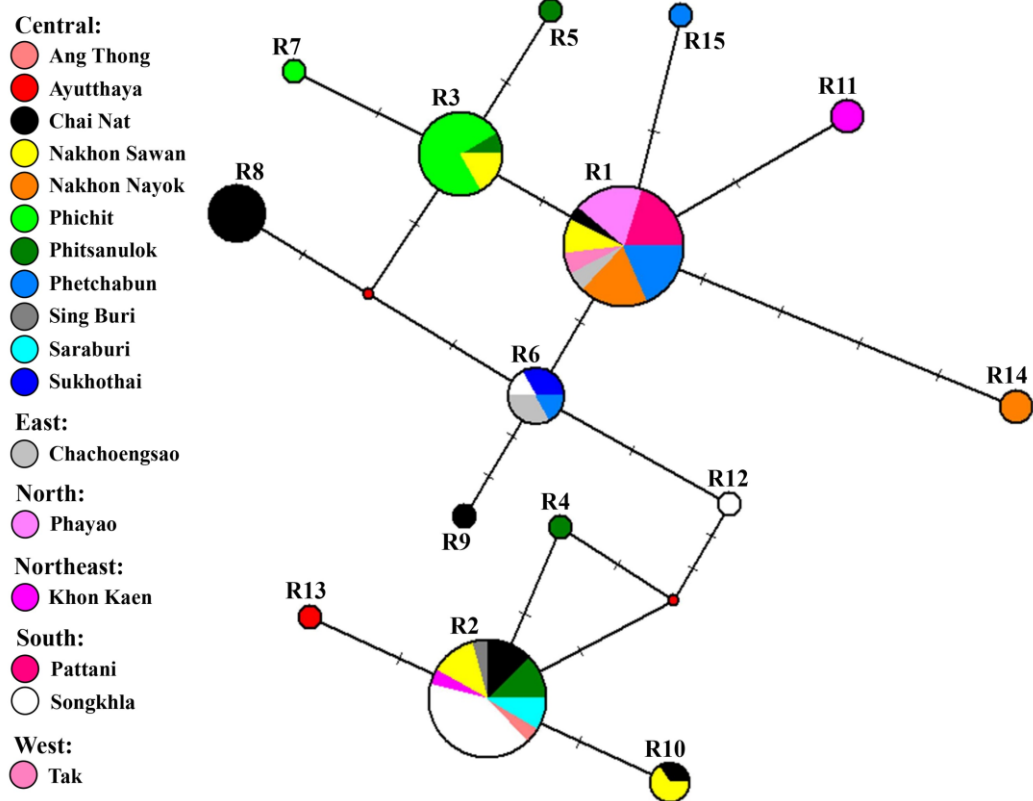 Central:
Ang Thong
Ayutthaya
Chai Nat
Nakhon Sawan
Nakhon Nayok
Phichit
Phitsanulok
Phetchabun
Sing Buri
Saraburi
Sukhothai
East:
Chachoengsao
North:
Phayao
Northeast:
Khon Kaen
South:
Pattani
Songkhla
West:
Tak
R5
R15
R7
R3
R11
R1
R8
R6
R14
R12
R4
R9
R13
R2
R10